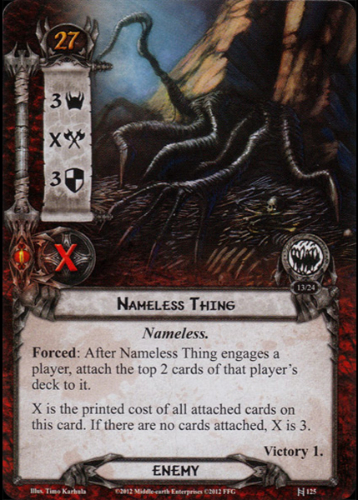 27
3
X
3
X
13/24
NAMELESS THING
Nameless.
Forced: After Nameless Thing engages a
player, attach the top 2 cards of that player's
deck to it.
X is the printed cost of all attached cards on
this card. If there are no cards attached, X is 3.
Victory 1.
ENEMY
Illus. Timo Karhula ©2012 Middle-earth Enterprises ©2012 FFG 125